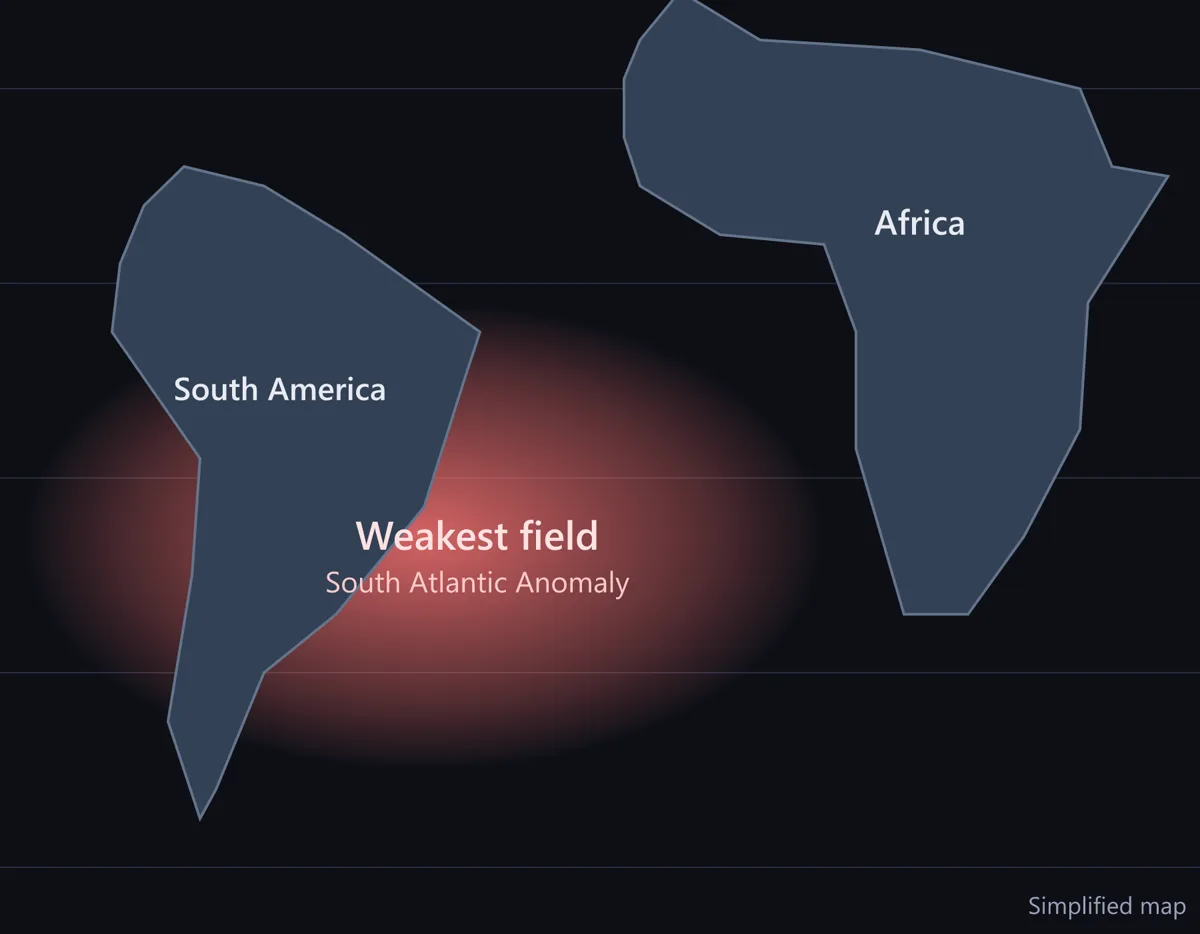 Africa
South America
Weakest field
South Atlantic Anomaly
Simplified map